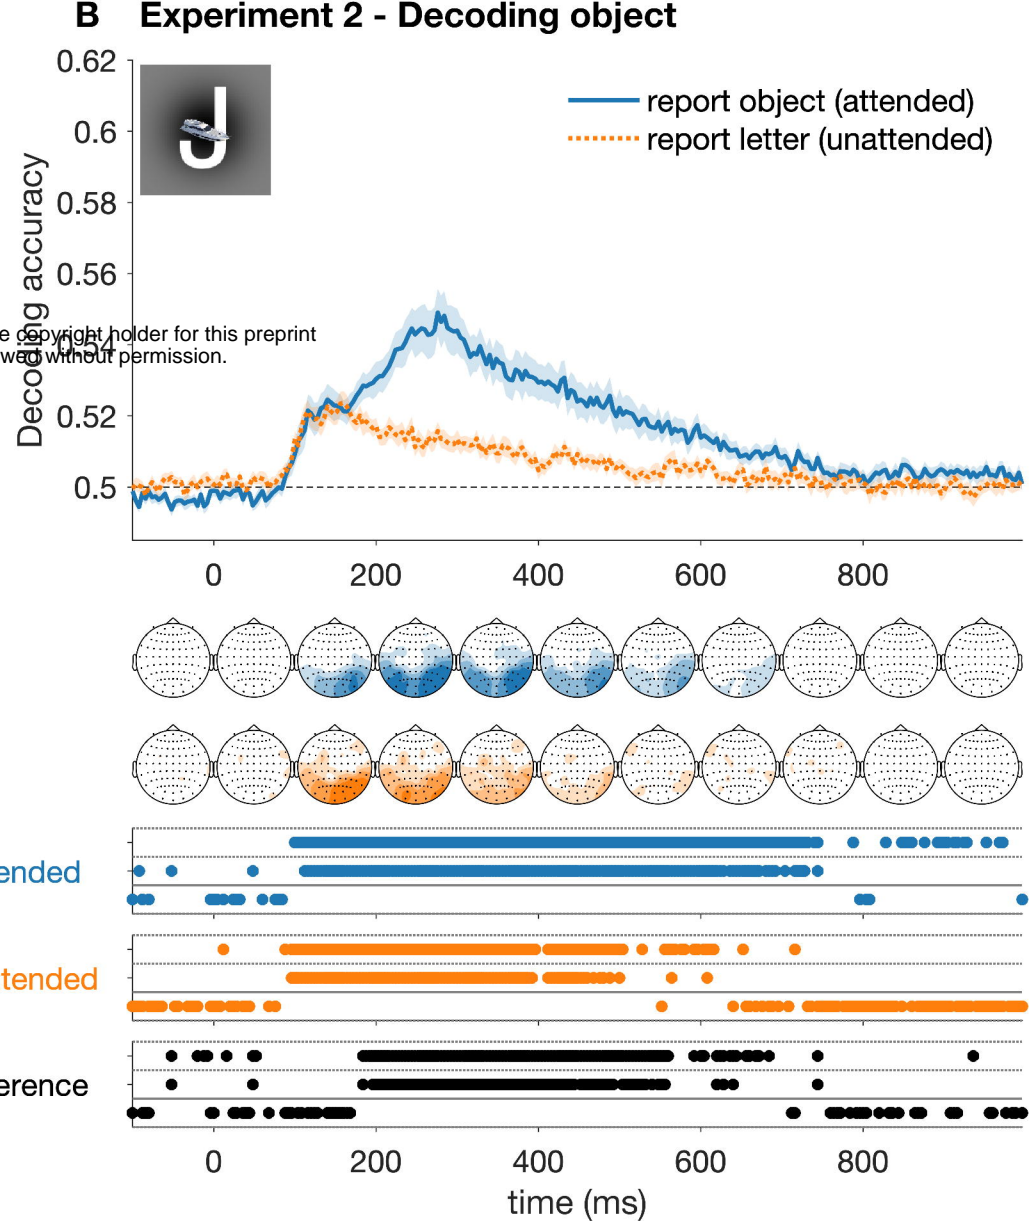 B Experiment 2 - Decoding object
0.62
0.6
0.58
0.56
0.54
0.52
0.5
Decoding accuracy
J
report object (attended)
report letter (unattended)
e copyright holder for this preprint
wed without permission.
0 200 400 600 800
ended
tended
erence
0 200 400 600 800
time (ms)